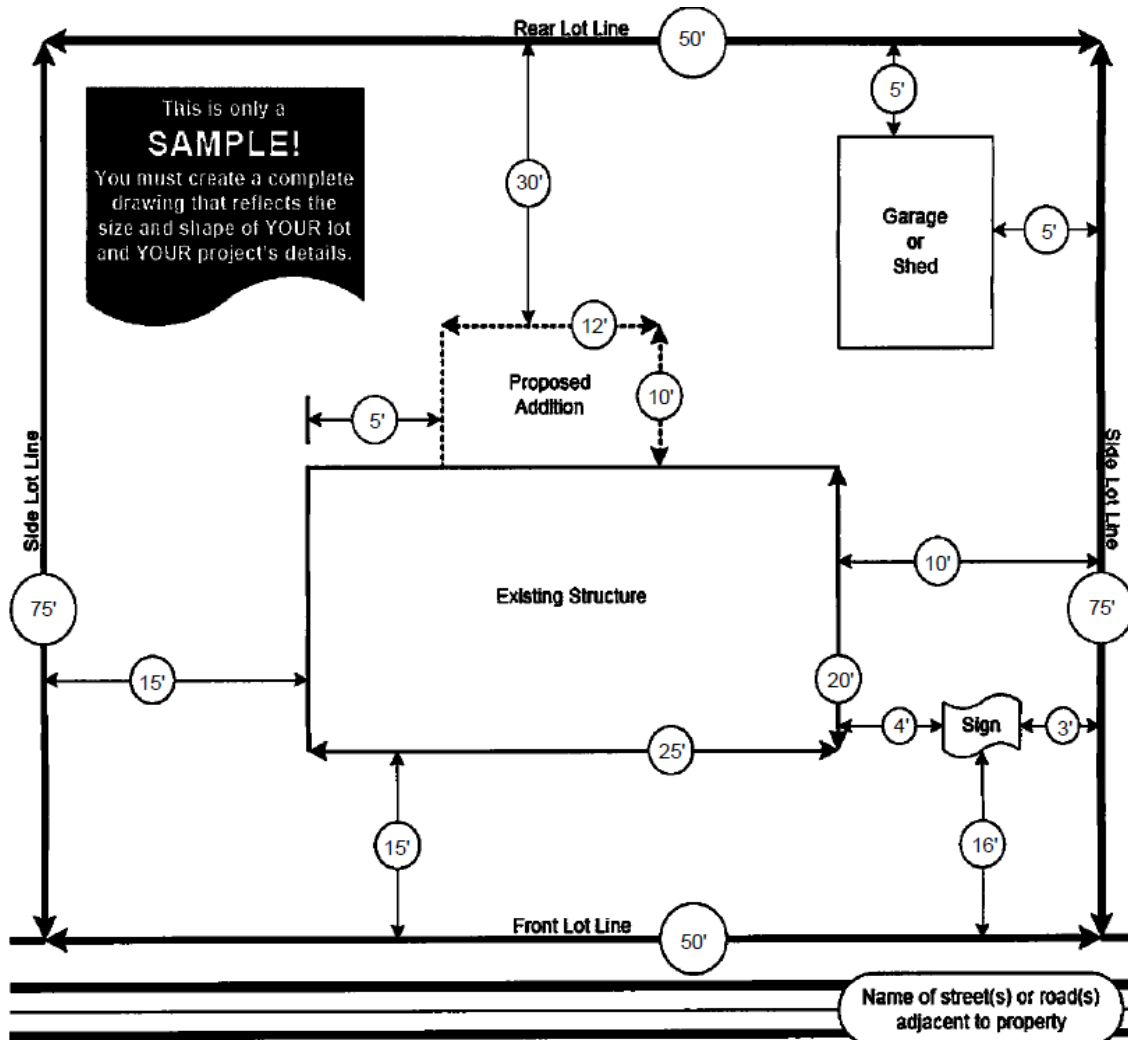 Rear Lot Line
50'
This is only a
SAMPLE!
You must create a complete
drawing that reflects the
size and shape of YOUR lot
and YOUR project's details.
5'
30'
Garage
or
Shed
5'
12'
Proposed
Addition
10'
5'
Side Lot Line
Side Lot Line
10'
Existing Structure
75'
75'
15'
20'
4'
Sign
3'
25'
15'
16'
Front Lot Line
50'
Name of street(s) or road(s)
adjacent to property